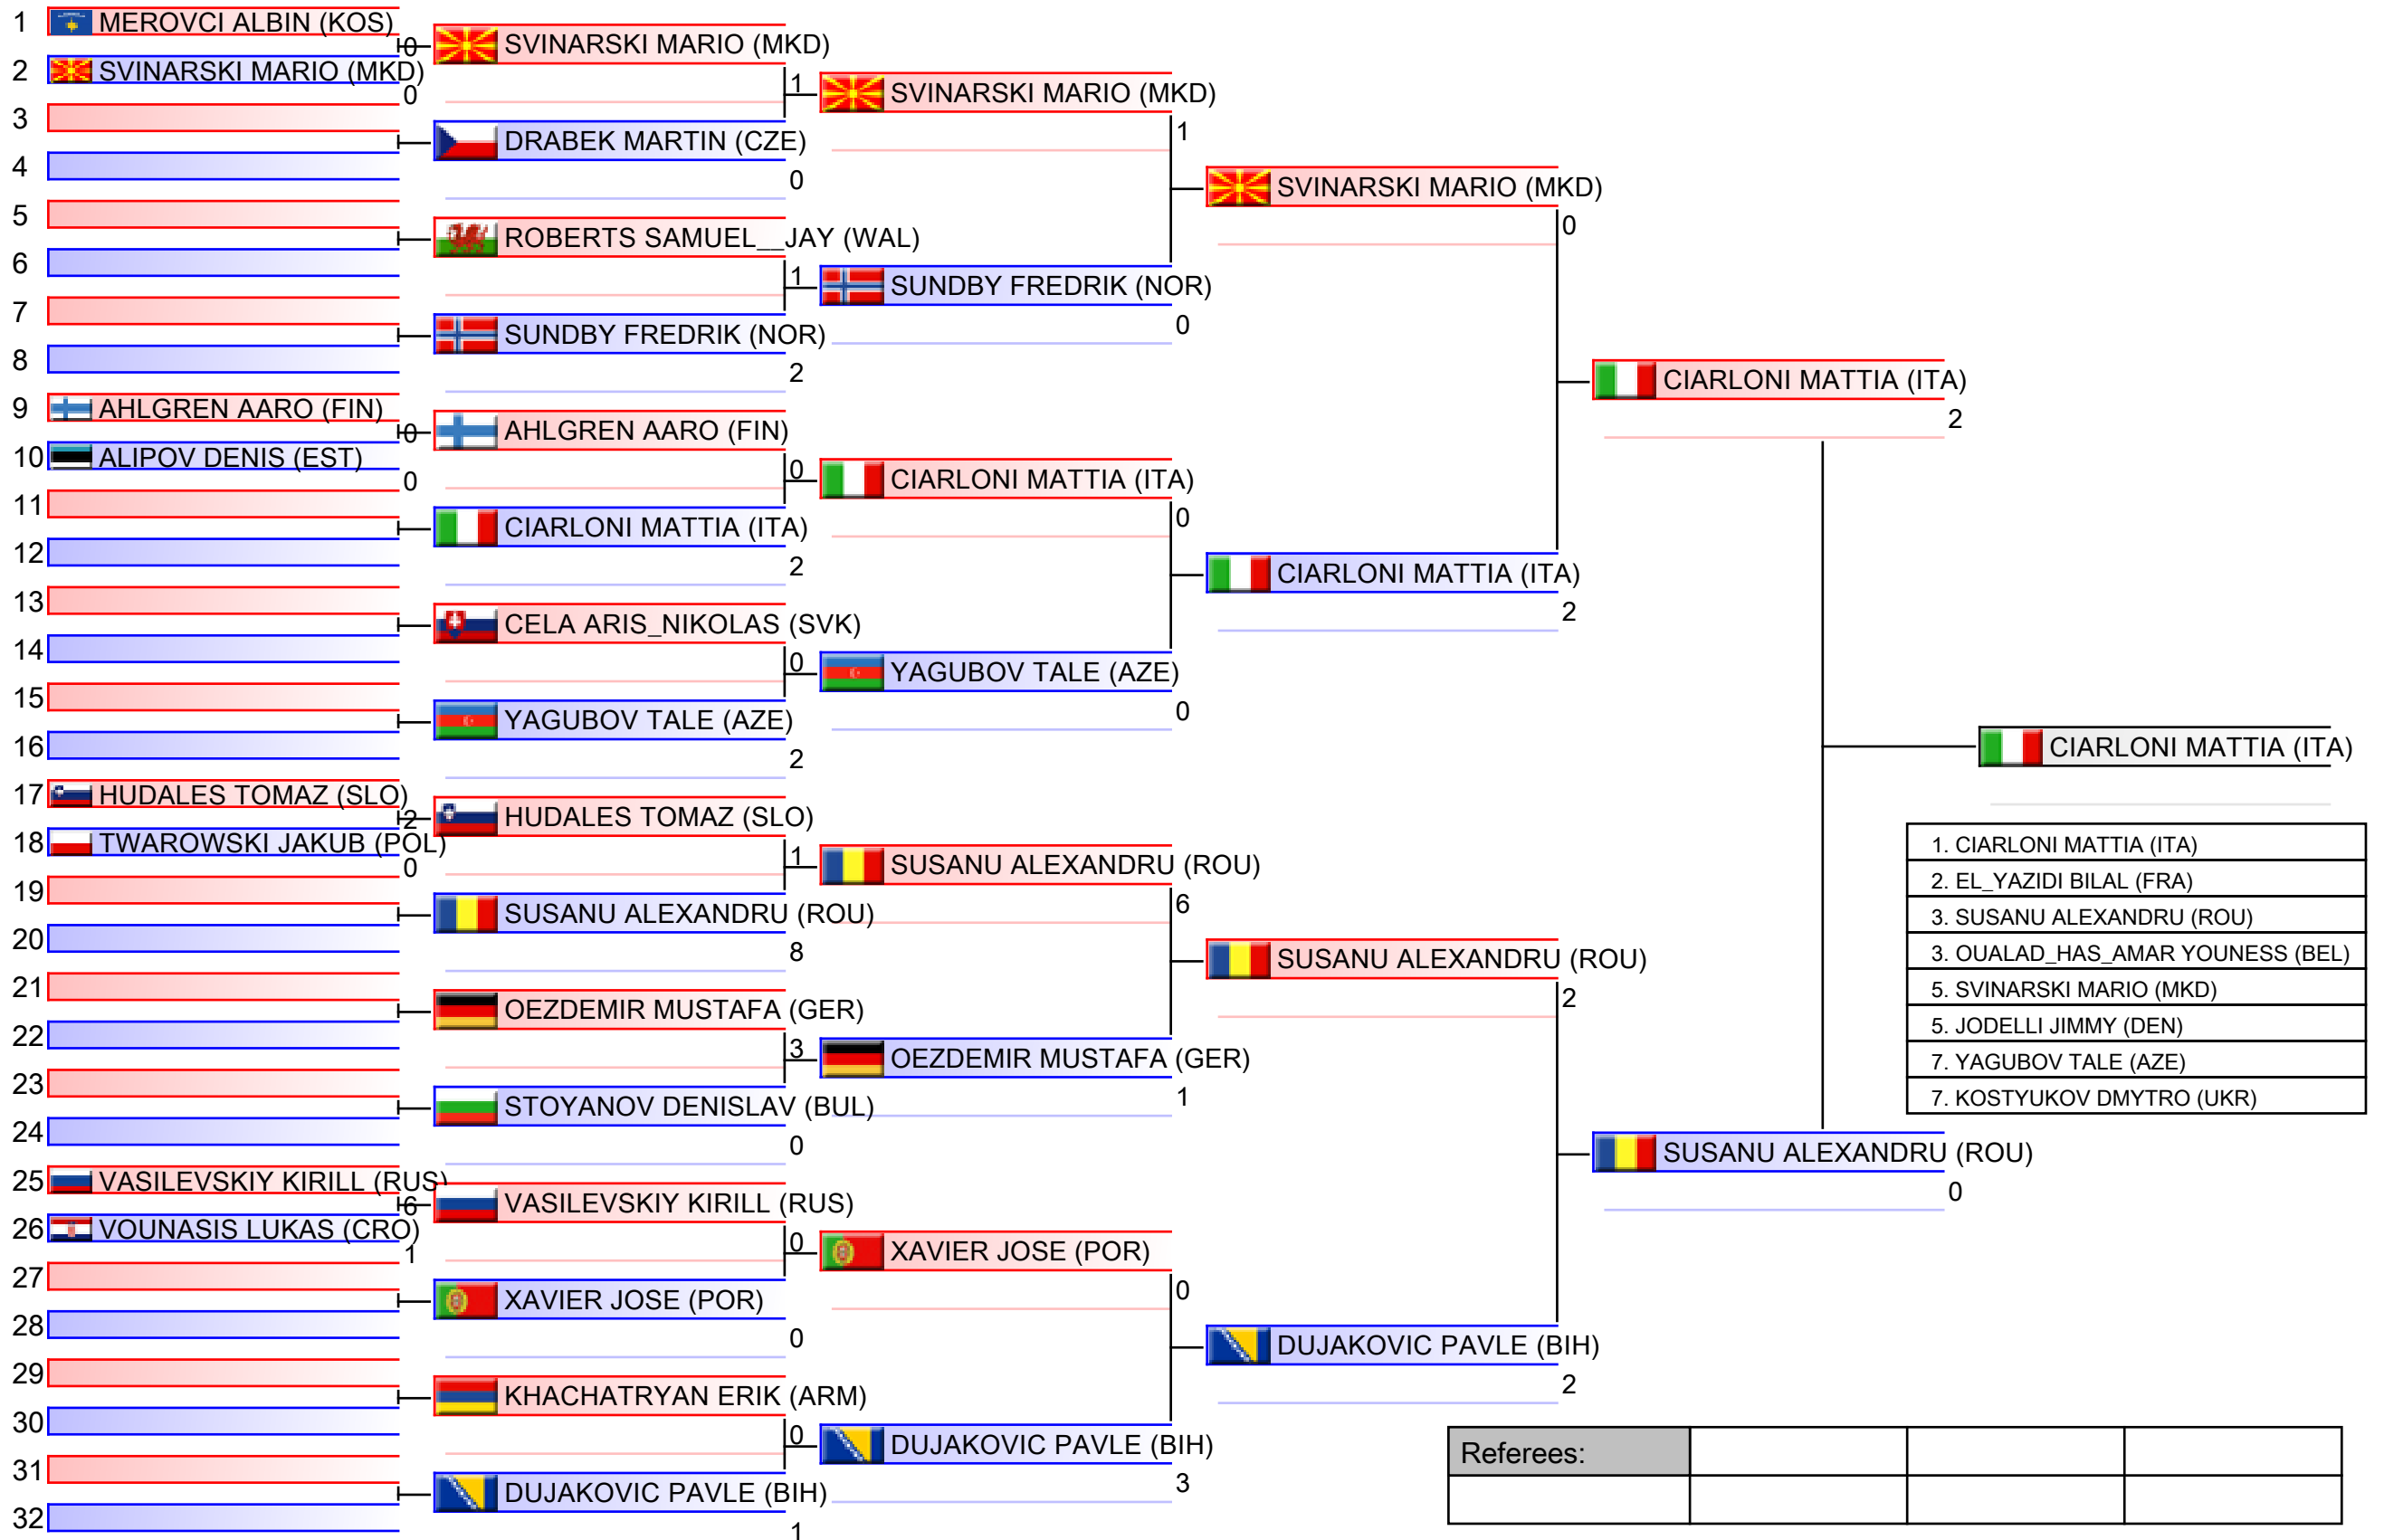 1 MEROVCI ALBIN (KOS)
0
2 SVINARSKI MARIO (MKD)
0
3
4
5
6
7
8
9 AHLGREN AARO (FIN)
0
10 ALIPOV DENIS (EST)
0
11
12
13
14
15
16
17 HUDALES TOMAZ (SLO)
2
18 TWAROWSKI JAKUB (POL)
0
19
20
21
22
23
24
25 VASILEVSKIY KIRILL (RUS)
6
26 VOUNASIS LUKAS (CRO)
1
27
28
29
30
31
32
SVINARSKI MARIO (MKD)
1
DRABEK MARTIN (CZE)
0
ROBERTS SAMUEL__JAY (WAL)
1
SUNDBY FREDRIK (NOR)
2
AHLGREN AARO (FIN)
0
CIARLONI MATTIA (ITA)
2
CELA ARIS_NIKOLAS (SVK)
0
YAGUBOV TALE (AZE)
2
HUDALES TOMAZ (SLO)
1
SUSANU ALEXANDRU (ROU)
8
OEZDEMIR MUSTAFA (GER)
3
STOYANOV DENISLAV (BUL)
0
VASILEVSKIY KIRILL (RUS)
0
XAVIER JOSE (POR)
0
KHACHATRYAN ERIK (ARM)
0
DUJAKOVIC PAVLE (BIH)
1
SVINARSKI MARIO (MKD)
1
SUNDBY FREDRIK (NOR)
0
CIARLONI MATTIA (ITA)
0
YAGUBOV TALE (AZE)
0
SUSANU ALEXANDRU (ROU)
6
OEZDEMIR MUSTAFA (GER)
1
XAVIER JOSE (POR)
0
DUJAKOVIC PAVLE (BIH)
3
SVINARSKI MARIO (MKD)
0
CIARLONI MATTIA (ITA)
2
SUSANU ALEXANDRU (ROU)
2
DUJAKOVIC PAVLE (BIH)
2
CIARLONI MATTIA (ITA)
2
SUSANU ALEXANDRU (ROU)
0
CIARLONI MATTIA (ITA)
1. CIARLONI MATTIA (ITA)
2. EL_YAZIDI BILAL (FRA)
3. SUSANU ALEXANDRU (ROU)
3. OUALAD_HAS_AMAR YOUNESS (BEL)
5. SVINARSKI MARIO (MKD)
5. JODELLI JIMMY (DEN)
7. YAGUBOV TALE (AZE)
7. KOSTYUKOV DMYTRO (UKR)
Referees: